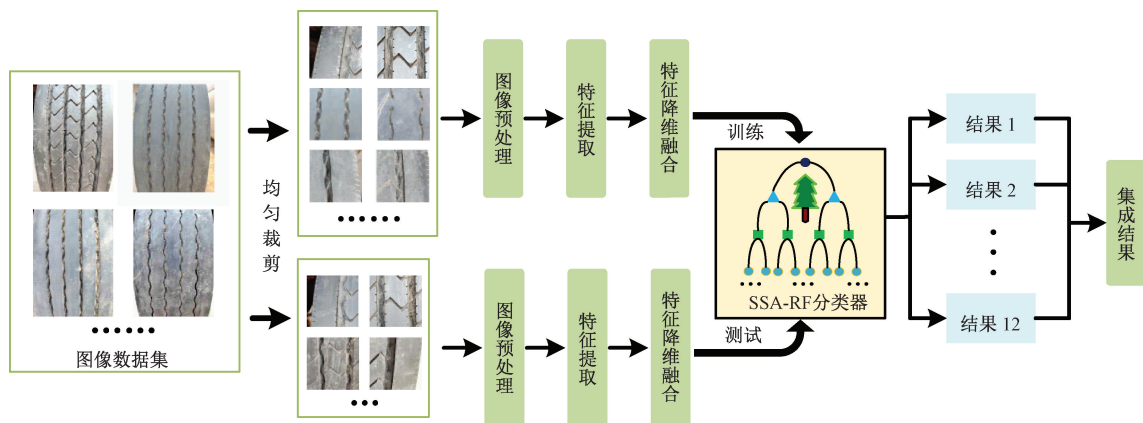 图像数据集
均匀裁剪
图像预处理
特征提取
特征降维融合
训练
图像预处理
特征提取
特征降维融合
测试
SSA-RF分类器
结果 1
结果 2
结果 12
集成结果